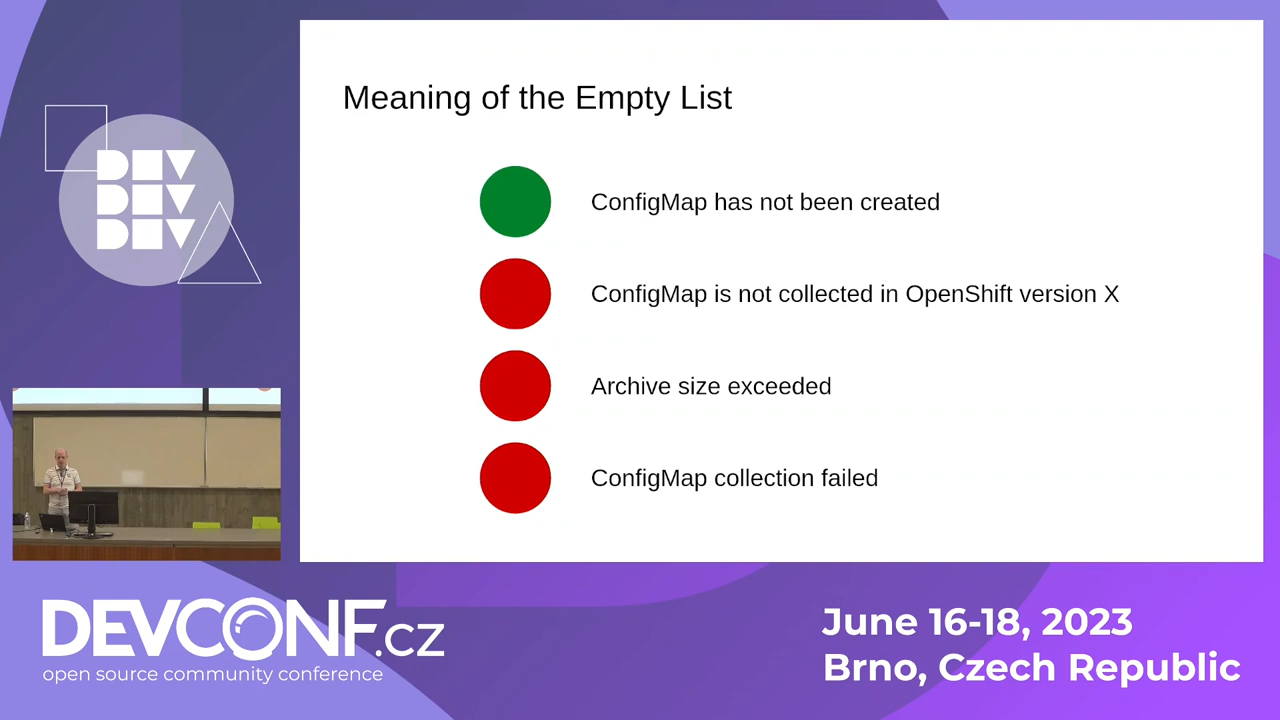 Meaning of the Empty List
ConfigMap has not been created
ConfigMap is not collected in OpenShift version X
Archive size exceeded
ConfigMap collection failed
DEV
DEV
DEV
DEVCONF.cz
open source community conference
June 16-18, 2023
Brno, Czech Republic